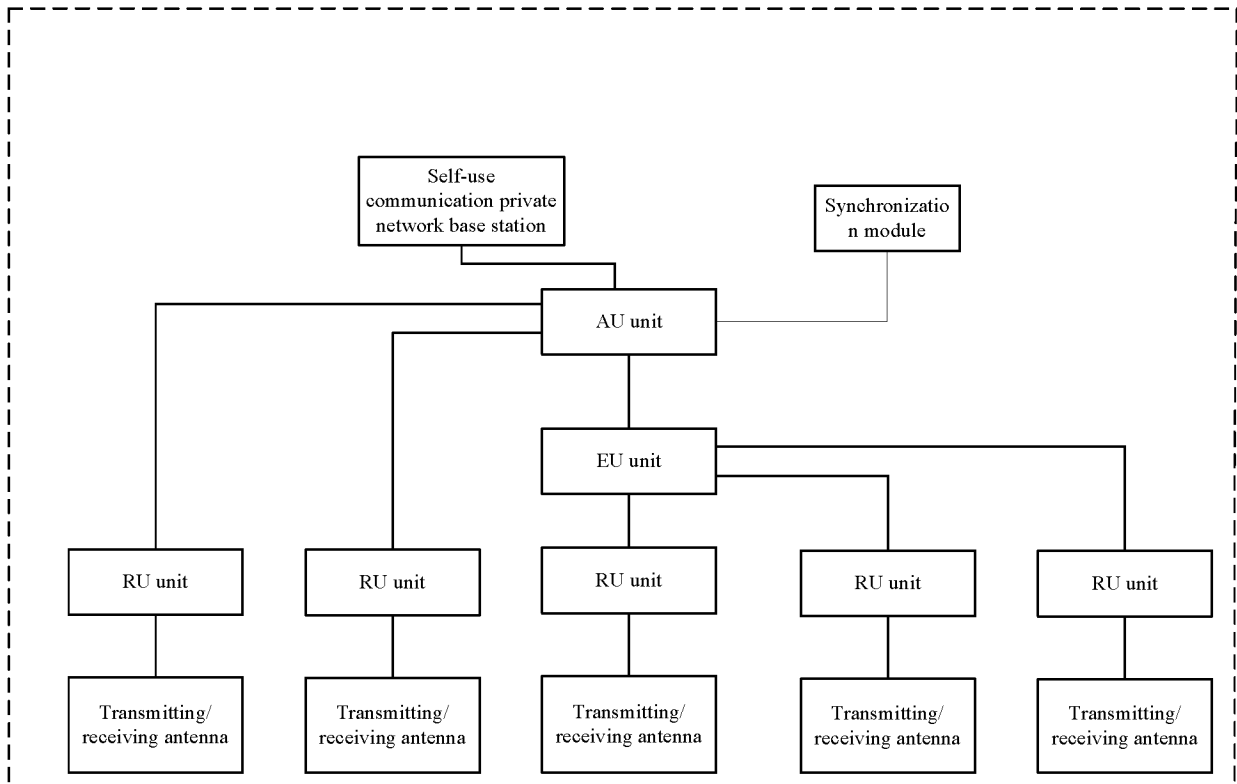 Self-use
communication private
network base station
Synchronizatio
n module
AU unit
EU unit
RU unit
RU unit
RU unit
RU unit
RU unit
Transmitting/
receiving antenna
Transmitting/
receiving antenna
Transmitting/
receiving antenna
Transmitting/
receiving antenna
Transmitting/
receiving antenna